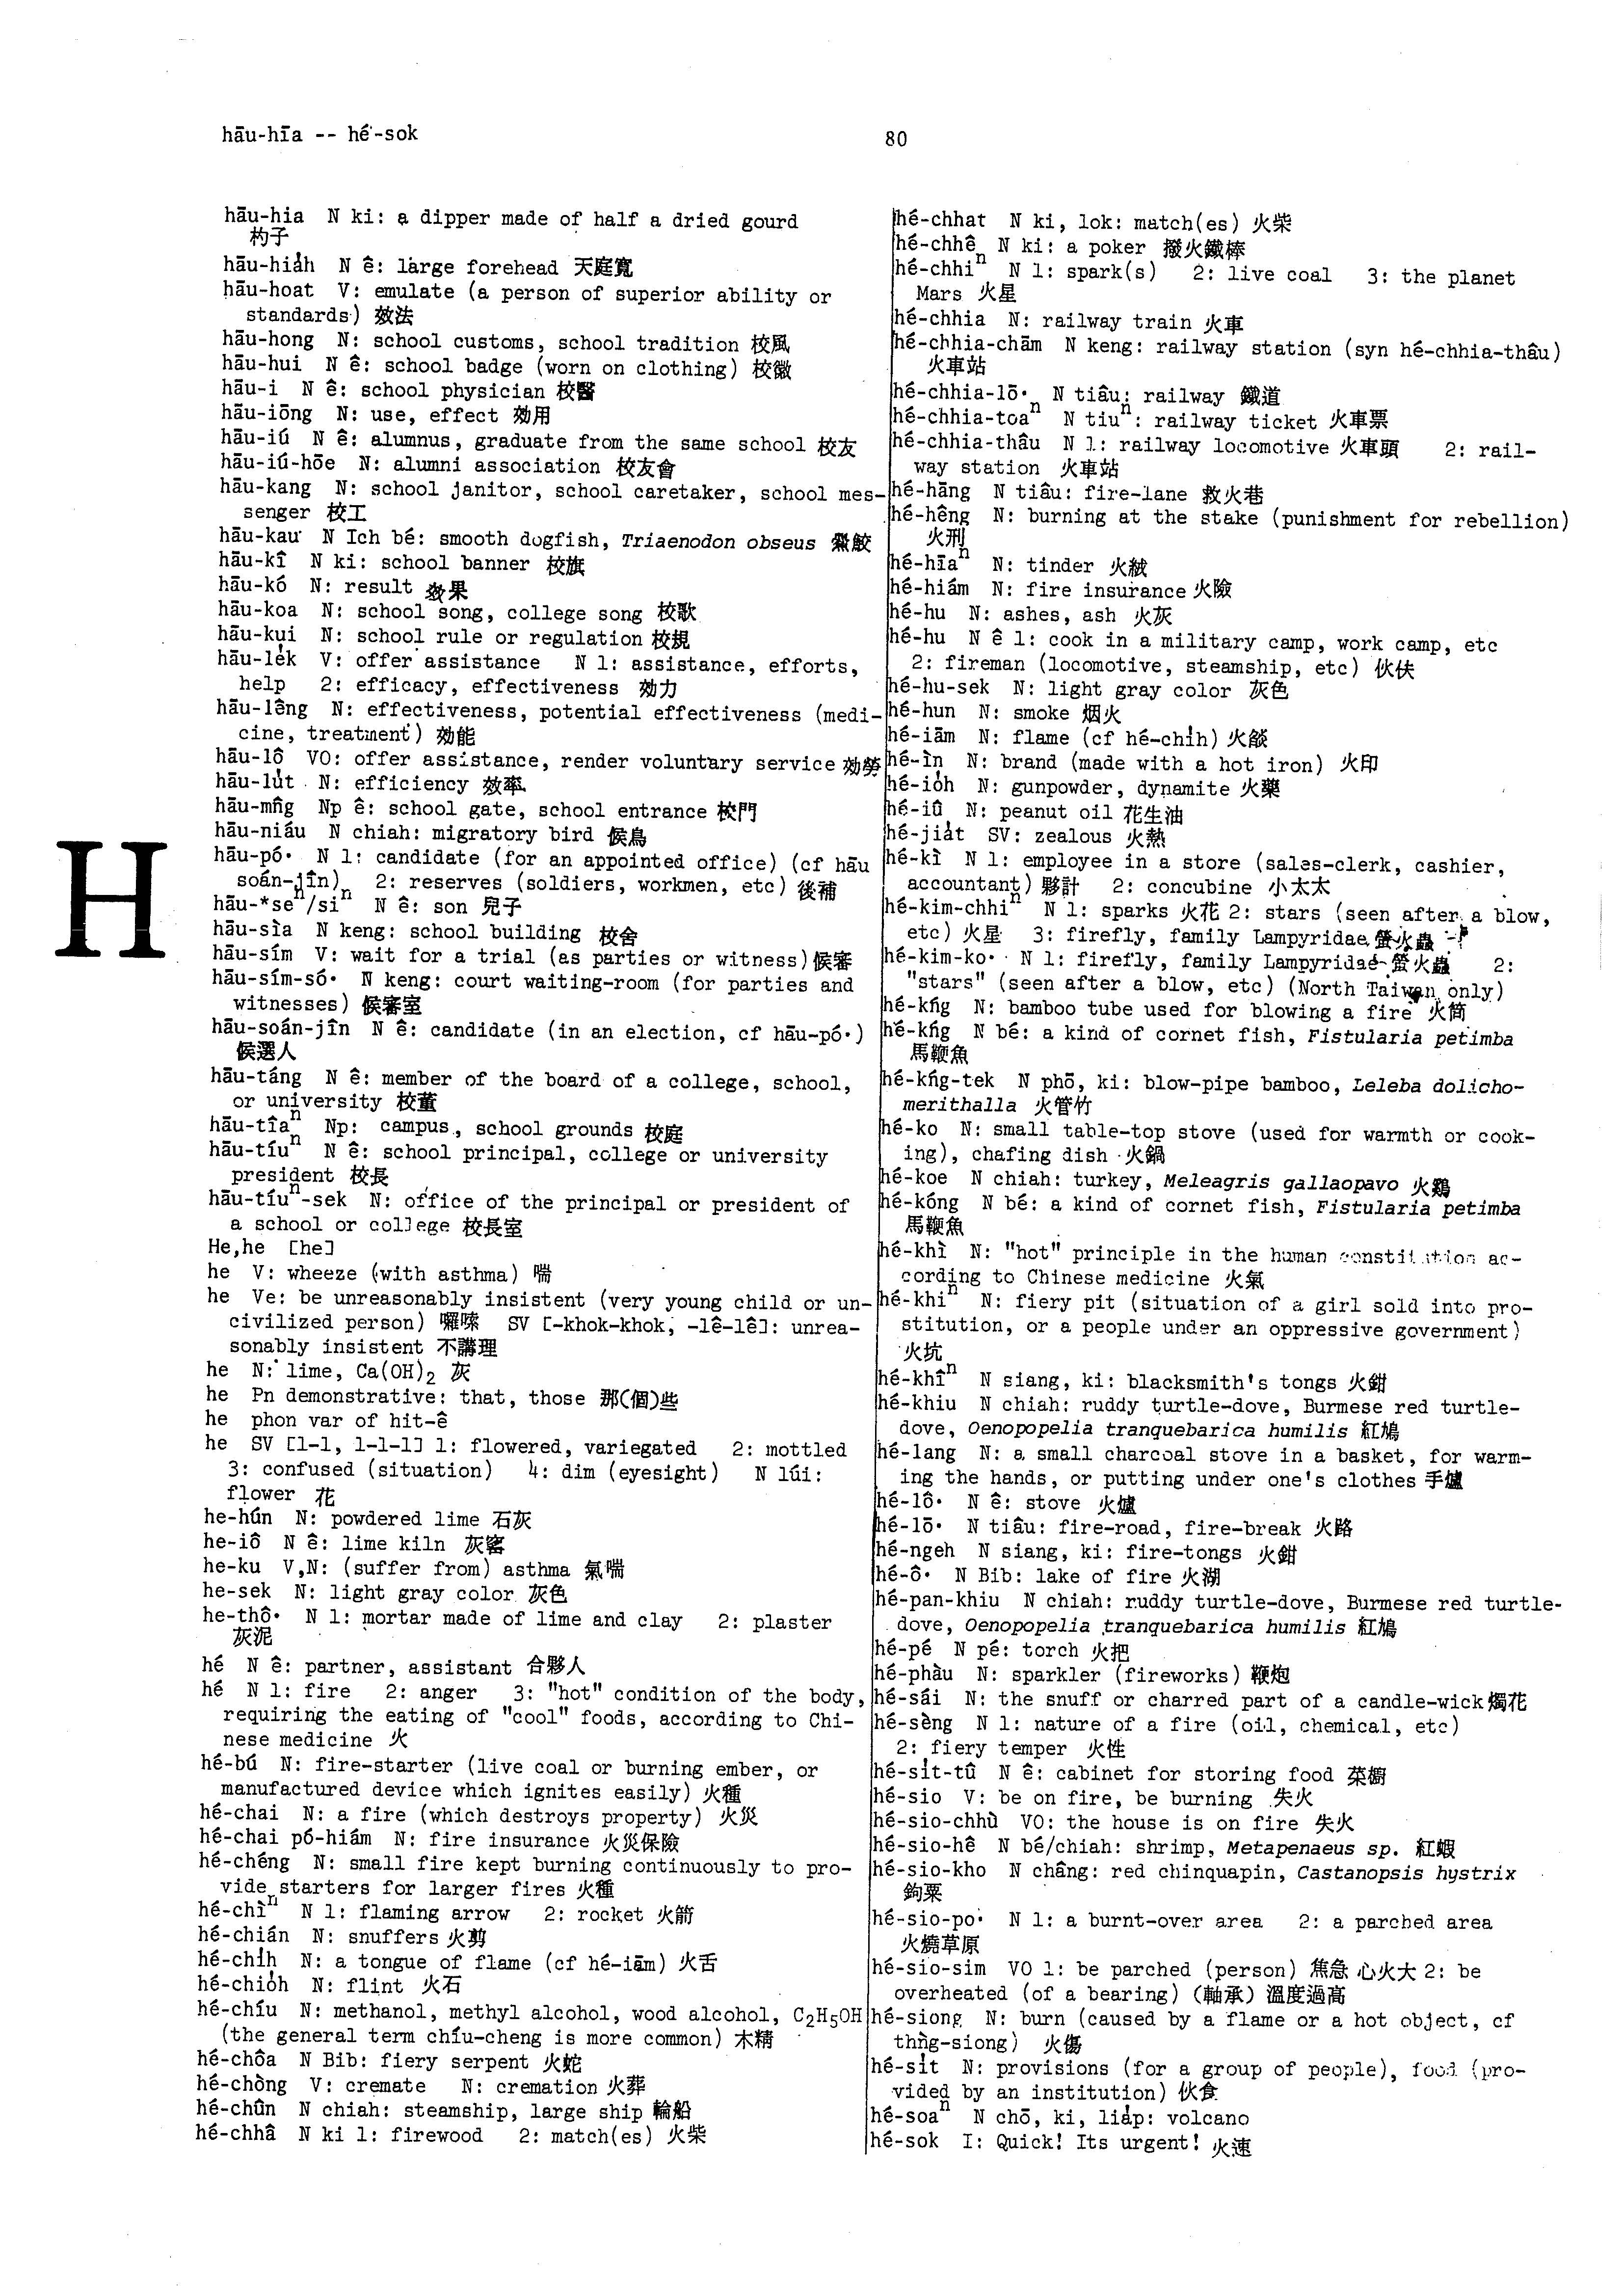 hāu-hīa -- hé-sok
80
hāu-hia N ki: a dipper made of half a dried gourd
杓子
hāu-hia̍h N ê: large forehead 天庭寬
hāu-hoat V: emulate (a person of superior ability or
standards) 效法
hāu-hong N: school customs, school tradition 校風
hāu-hui N ê: school badge (worn on clothing) 校徽
hāu-i N ê: school physician 校醫
hāu-iōng N: use, effect 効用
hāu-iú N ê: alumnus, graduate from the same school 校友
hāu-iú-hōe N: alumni association 校友會
hāu-kang N: school janitor, school caretaker, school mes-
senger 校工
hāu-kau N Ich bé: smooth dogfish, Triaenodon obseus 鱟鮫
hāu-kî N ki: school banner 校旗
hāu-kó N: result 效果
hāu-koa N: school song, college song 校歌
hāu-kui N: school rule or regulation 校規
hāu-le̍k V: offer assistance N 1: assistance, efforts,
help 2: efficacy, effectiveness 効力
hāu-lêng N: effectiveness, potential effectiveness (medi-
cine, treatment) 効能
hāu-lô VO: offer assistance, render voluntary service 効勞
hāu-lu̍t N: efficiency 效率
hāu-mn̂g Np ê: school gate, school entrance 校門
hāu-niáu N chiah: migratory bird 侯鳥
hāu-pó· N 1: candidate (for an appointed office) (cf hāu
soán-jîn) 2: reserves (soldiers, workmen, etc) 後補
hāu-*seⁿ/siⁿ N ê: son 兒子
hāu-sìa N keng: school building 校舍
hāu-sím V: wait for a trial (as parties or witness) 候審
hāu-sím-só· N keng: court waiting-room (for parties and
witnesses) 候審室
hāu-soán-jîn N ê: candidate (in an election, cf hāu-pó·)
候選人
hāu-táng N ê: member of the board of a college, school,
or university 校董
hāu-tîaⁿ Np: campus, school grounds 校庭
hāu-tíuⁿ N ê: school principal, college or university
president 校長
hāu-tíuⁿ-sek N: office of the principal or president of
a school or college 校長室
He,he [he]
he V: wheeze (with asthma) 喘
he Ve: be unreasonably insistent (very young child or un-
civilized person) 囉嗦 SV [-khok-khok, -lê-lê]: unrea-
sonably insistent 不講理
he N: lime, Ca(OH)₂ 灰
he Pn demonstrative: that, those 那(個)些
he phon var of hit-ê
he SV [1-1, 1-1-1] 1: flowered, variegated 2: mottled
3: confused (situation) 4: dim (eyesight) N lúi:
flower 花
he-hún N: powdered lime 石灰
he-iô N ê: lime kiln 灰窰
he-ku V,N: (suffer from) asthma 氣喘
he-sek N: light gray color 灰色
he-thô· N 1: mortar made of lime and clay 2: plaster
灰泥
hé N ê: partner, assistant 合夥人
hé N 1: fire 2: anger 3: "hot" condition of the body,
requiring the eating of "cool" foods, according to Chi-
nese medicine 火
hé-bú N: fire-starter (live coal or burning ember, or
manufactured device which ignites easily) 火種
hé-chai N: a fire (which destroys property) 火災
hé-chai pó-hiám N: fire insurance 火災保險
hé-chéng N: small fire kept burning continuously to pro-
vide starters for larger fires 火種
hé-chìⁿ N 1: flaming arrow 2: rocket 火箭
hé-chián N: snuffers 火剪
hé-chi̍h N: a tongue of flame (cf hé-iām) 火舌
hé-chio̍h N: flint 火石
hé-chíu N: methanol, methyl alcohol, wood alcohol, C₂H₅OH
(the general term chíu-cheng is more common) 木精
hé-chôa N Bib: fiery serpent 火蛇
hé-chòng V: cremate N: cremation 火葬
hé-chûn N chiah: steamship, large ship 輪船
hé-chhâ N ki 1: firewood 2: match(es) 火柴
H
hé-chhat N ki, lok: match(es) 火柴
hé-chhê N ki: a poker 撥火鐵棒
hé-chhiⁿ N 1: spark(s) 2: live coal 3: the planet
Mars 火星
hé-chhia N: railway train 火車
hé-chhia-chām N keng: railway station (syn hé-chhia-thâu)
火車站
hé-chhia-lō· N tiâu: railway 鐵道
hé-chhia-toaⁿ N tiuⁿ: railway ticket 火車票
hé-chhia-thâu N 1: railway locomotive 火車頭 2: rail-
way station 火車站
hé-hāng N tiâu: fire-lane 救火巷
hé-hêng N: burning at the stake (punishment for rebellion)
火刑
hé-hīaⁿ N: tinder 火絨
hé-hiám N: fire insurance 火險
hé-hu N: ashes, ash 火灰
hé-hu N ê 1: cook in a military camp, work camp, etc
2: fireman (locomotive, steamship, etc) 伙伕
hé-hu-sek N: light gray color 灰色
hé-hun N: smoke 烟火
hé-iām N: flame (cf hé-chi̍h) 火燄
hé-ìn N: brand (made with a hot iron) 火印
hé-io̍h N: gunpowder, dynamite 火藥
hé-iû N: peanut oil 花生油
hé-jia̍t SV: zealous 火熱
hé-kì N 1: employee in a store (sales-clerk, cashier,
accountant) 夥計 2: concubine 小太太
hé-kim-chhiⁿ N 1: sparks 火花 2: stars (seen after a blow,
etc) 火星 3: firefly, family Lampyridae 螢火蟲
hé-kim-ko· N 1: firefly, family Lampyridae 螢火蟲 2:
"stars" (seen after a blow, etc) (North Taiwan only)
hé-kńg N: bamboo tube used for blowing a fire 火筒
hé-kńg N bé: a kind of cornet fish, Fistularia petimba
馬鞭魚
hé-kńg-tek N phō, ki: blow-pipe bamboo, Leleba dolicho-
merithalla 火管竹
hé-ko N: small table-top stove (used for warmth or cook-
ing), chafing dish 火鍋
hé-koe N chiah: turkey, Meleagris gallaopavo 火鷄
hé-kóng N bé: a kind of cornet fish, Fistularia petimba
馬鞭魚
hé-khì N: "hot" principle in the human constitution ac-
cording to Chinese medicine 火氣
hé-khiⁿ N: fiery pit (situation of a girl sold into pro-
stitution, or a people under an oppressive government)
火坑
hé-khîⁿ N siang, ki: blacksmith's tongs 火鉗
hé-khiu N chiah: ruddy turtle-dove, Burmese red turtle-
dove, Oenopopelia tranquebarica humilis 紅鳩
hé-lang N: a small charcoal stove in a basket, for warm-
ing the hands, or putting under one's clothes 手爐
hé-lô· N ê: stove 火爐
hé-lō· N tiâu: fire-road, fire-break 火路
hé-ngeh N siang, ki: fire-tongs 火鉗
hé-ô· N Bib: lake of fire 火湖
hé-pan-khiu N chiah: ruddy turtle-dove, Burmese red turtle-
dove, Oenopopelia tranquebarica humilis 紅鳩
hé-pé N pé: torch 火把
hé-phàu N: sparkler (fireworks) 鞭炮
hé-sái N: the snuff or charred part of a candle-wick 燭花
hé-sèng N 1: nature of a fire (oil, chemical, etc)
2: fiery temper 火性
hé-si̍t-tû N ê: cabinet for storing food 菜橱
hé-sio V: be on fire, be burning 失火
hé-sio-chhù VO: the house is on fire 失火
hé-sio-hê N bé/chiah: shrimp, Metapenaeus sp. 紅蝦
hé-sio-kho N châng: red chinquapin, Castanopsis hystrix
鉤粟
hé-sio-po· N 1: a burnt-over area 2: a parched area
火燒草原
hé-sio-sim VO 1: be parched (person) 焦急 心火大 2: be
overheated (of a bearing) (軸承) 溫度過高
hé-siong N: burn (caused by a flame or a hot object, cf
thǹg-siong) 火傷
hé-si̍t N: provisions (for a group of people), food (pro-
vided by an institution) 伙食
hé-soaⁿ N chō, ki, lia̍p: volcano
hé-sok I: Quick! Its urgent! 火速